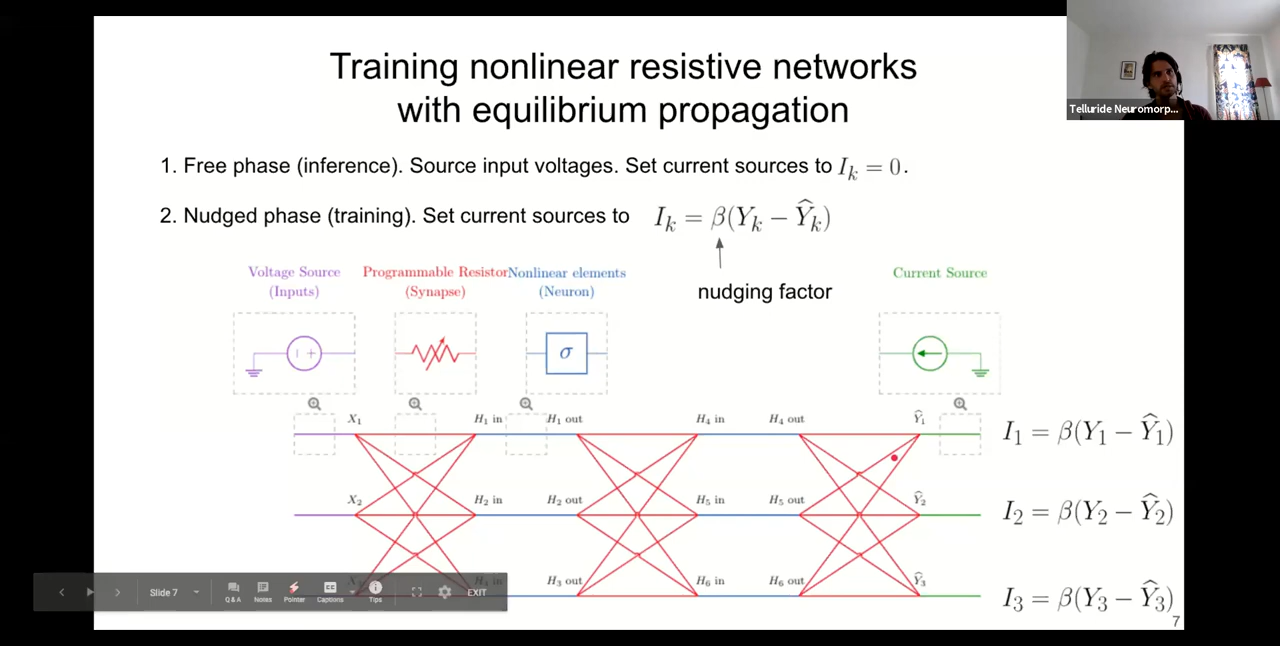 Training nonlinear resistive networks
with equilibrium propagation
Telluride Neuromorp...
1. Free phase (inference). Source input voltages. Set current sources to I_k = 0.
2. Nudged phase (training). Set current sources to I_k = β(Y_k − Ŷ_k)
nudging factor
Voltage Source
(Inputs)
Programmable Resistor
(Synapse)
Nonlinear elements
(Neuron)
Current Source
+
σ
X₁ H₁ in H₁ out H₄ in H₄ out Ŷ₁
I₁ = β(Y₁ − Ŷ₁)
X₂ H₂ in H₂ out H₅ in H₅ out Ŷ₂
I₂ = β(Y₂ − Ŷ₂)
H₃ out H₆ in H₆ out Ŷ₃
I₃ = β(Y₃ − Ŷ₃)
Slide 7 Q & A Notes Pointer CC Captions Tips EXIT
7